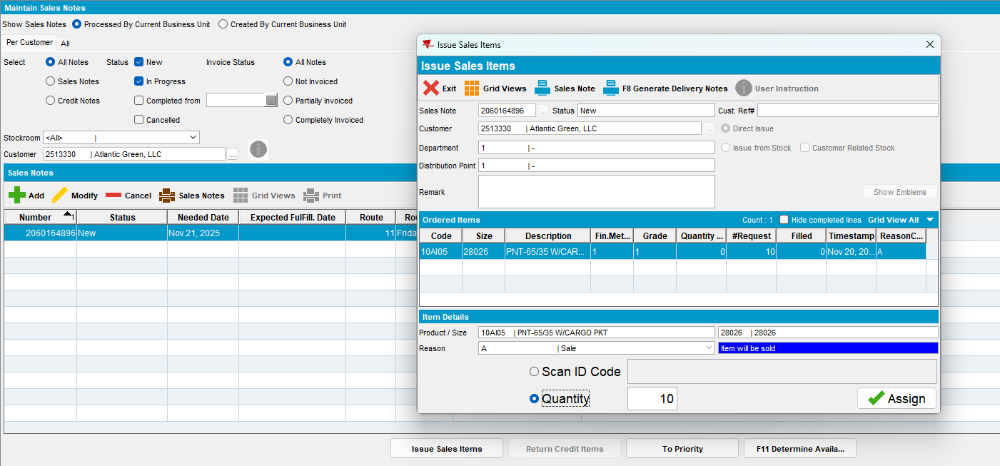 Maintain Sales Notes
Show Sales Notes Processed By Current Business Unit Created By Current Business Unit
Per Customer All
Select All Notes Status New Invoice Status All Notes
Sales Notes In Progress Not Invoiced
Credit Notes Completed from 16 Partially Invoiced
Cancelled Completely Invoiced
Stockroom <All> |
Customer 2513330 | Atlantic Green, LLC ...
Sales Notes
Add Modify Cancel Sales Notes Grid Views Print
Number 1 Status Needed Date Expected FulFill. Date Route Rou
2060164896 New Nov 21, 2025 11 Frida
Issue Sales Items Return Credit Items To Priority F11 Determine Availa...
Issue Sales Items
Issue Sales Items
Exit Grid Views Sales Note F8 Generate Delivery Notes User Instruction
Sales Note 2060164896 ... Status New Cust. Ref#
Customer 2513330 | Atlantic Green, LLC ... Direct Issue
Department 1 | - Issue from Stock Customer Related Stock
Distribution Point 1 | -
Remark
Show Emblems
Ordered Items Count : 1 Hide completed lines Grid View All
Code Size Description Fin.Met... Grade Quantity ... #Request Filled Timestamp ReasonC...
10AI05 28026 PNT-65/35 W/CAR... 1 1 0 10 0 Nov 20, 20... A
Item Details
Product / Size 10AI05 | PNT-65/35 W/CARGO PKT 28026 | 28026
Reason A | Sale Item will be sold
Scan ID Code
Quantity 10 Assign